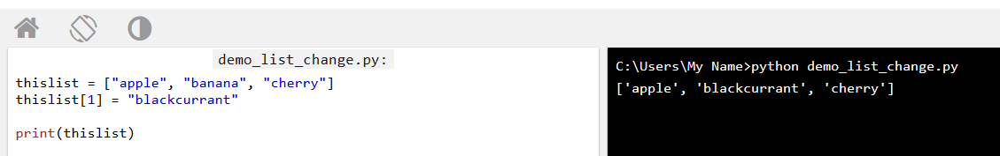 demo_list_change.py:
thislist = ["apple", "banana", "cherry"]
thislist[1] = "blackcurrant"
print(thislist)
C:\Users\My Name>python demo_list_change.py
['apple', 'blackcurrant', 'cherry']